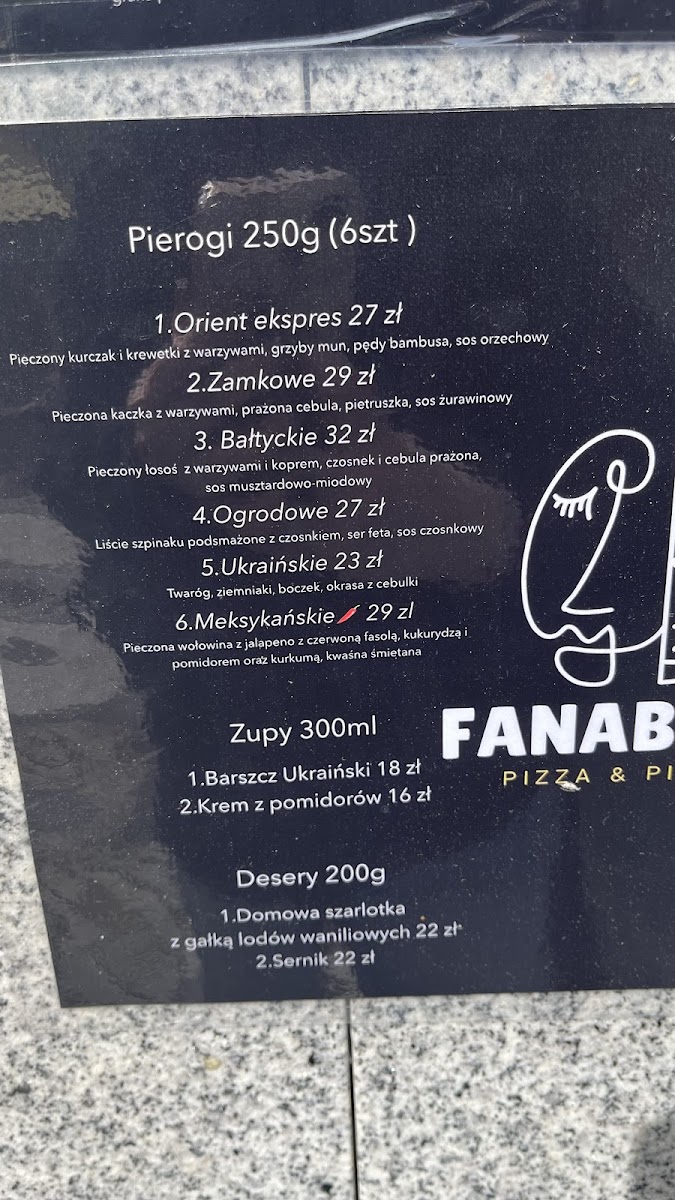 Pierogi 250g (6szt )
1.Orient ekspres 27 zł
Pieczony kurczak i krewetki z warzywami, grzyby mun, pędy bambusa, sos orzechowy
2.Zamkowe 29 zł
Pieczona kaczka z warzywami, prażona cebula, pietruszka, sos żurawinowy
3. Bałtyckie 32 zł
Pieczony łosoś z warzywami i koprem, czosnek i cebula prażona,
sos musztardowo-miodowy
4.Ogrodowe 27 zł
Liście szpinaku podsmażone z czosnkiem, ser feta, sos czosnkowy
5.Ukraińskie 23 zł
Twaróg, ziemniaki, boczek, okrasa z cebulki
6.Meksykańskie🌶 29 zl
Pieczona wołowina z jalapeno z czerwoną fasolą, kukurydzą i
pomidorem oraz kurkumą, kwaśna śmietana
Zupy 300ml
1.Barszcz Ukraiński 18 zł
2.Krem z pomidorów 16 zł
Desery 200g
1.Domowa szarlotka
z gałką lodów waniliowych 22 zł
2.Sernik 22 zł
FANAB
PIZZA & PI